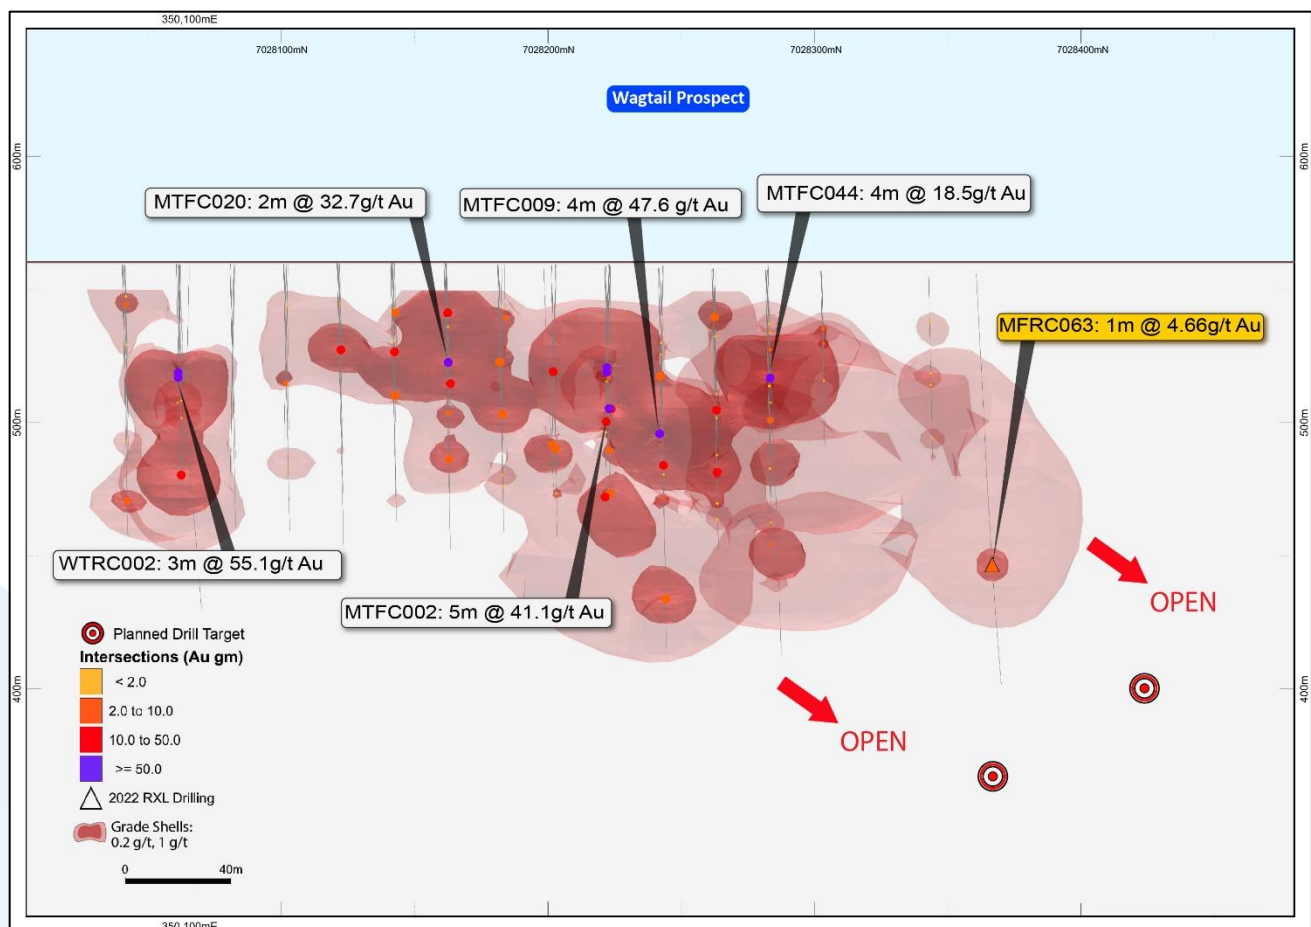 350,100mE
7028100mN
7028200mN
7028300mN
7028400mN
Wagtail Prospect
600m
600m
MTFC020: 2m @ 32.7g/t Au
MTFC009: 4m @ 47.6 g/t Au
MTFC044: 4m @ 18.5g/t Au
MFRC063: 1m @ 4.66g/t Au
500m
500m
WTRC002: 3m @ 55.1g/t Au
MTFC002: 5m @ 41.1g/t Au
OPEN
OPEN
400m
400m
Planned Drill Target
Intersections (Au gm)
< 2.0
2.0 to 10.0
10.0 to 50.0
>= 50.0
2022 RXL Drilling
Grade Shells:
0.2 g/t, 1 g/t
0 40m
350,100mE